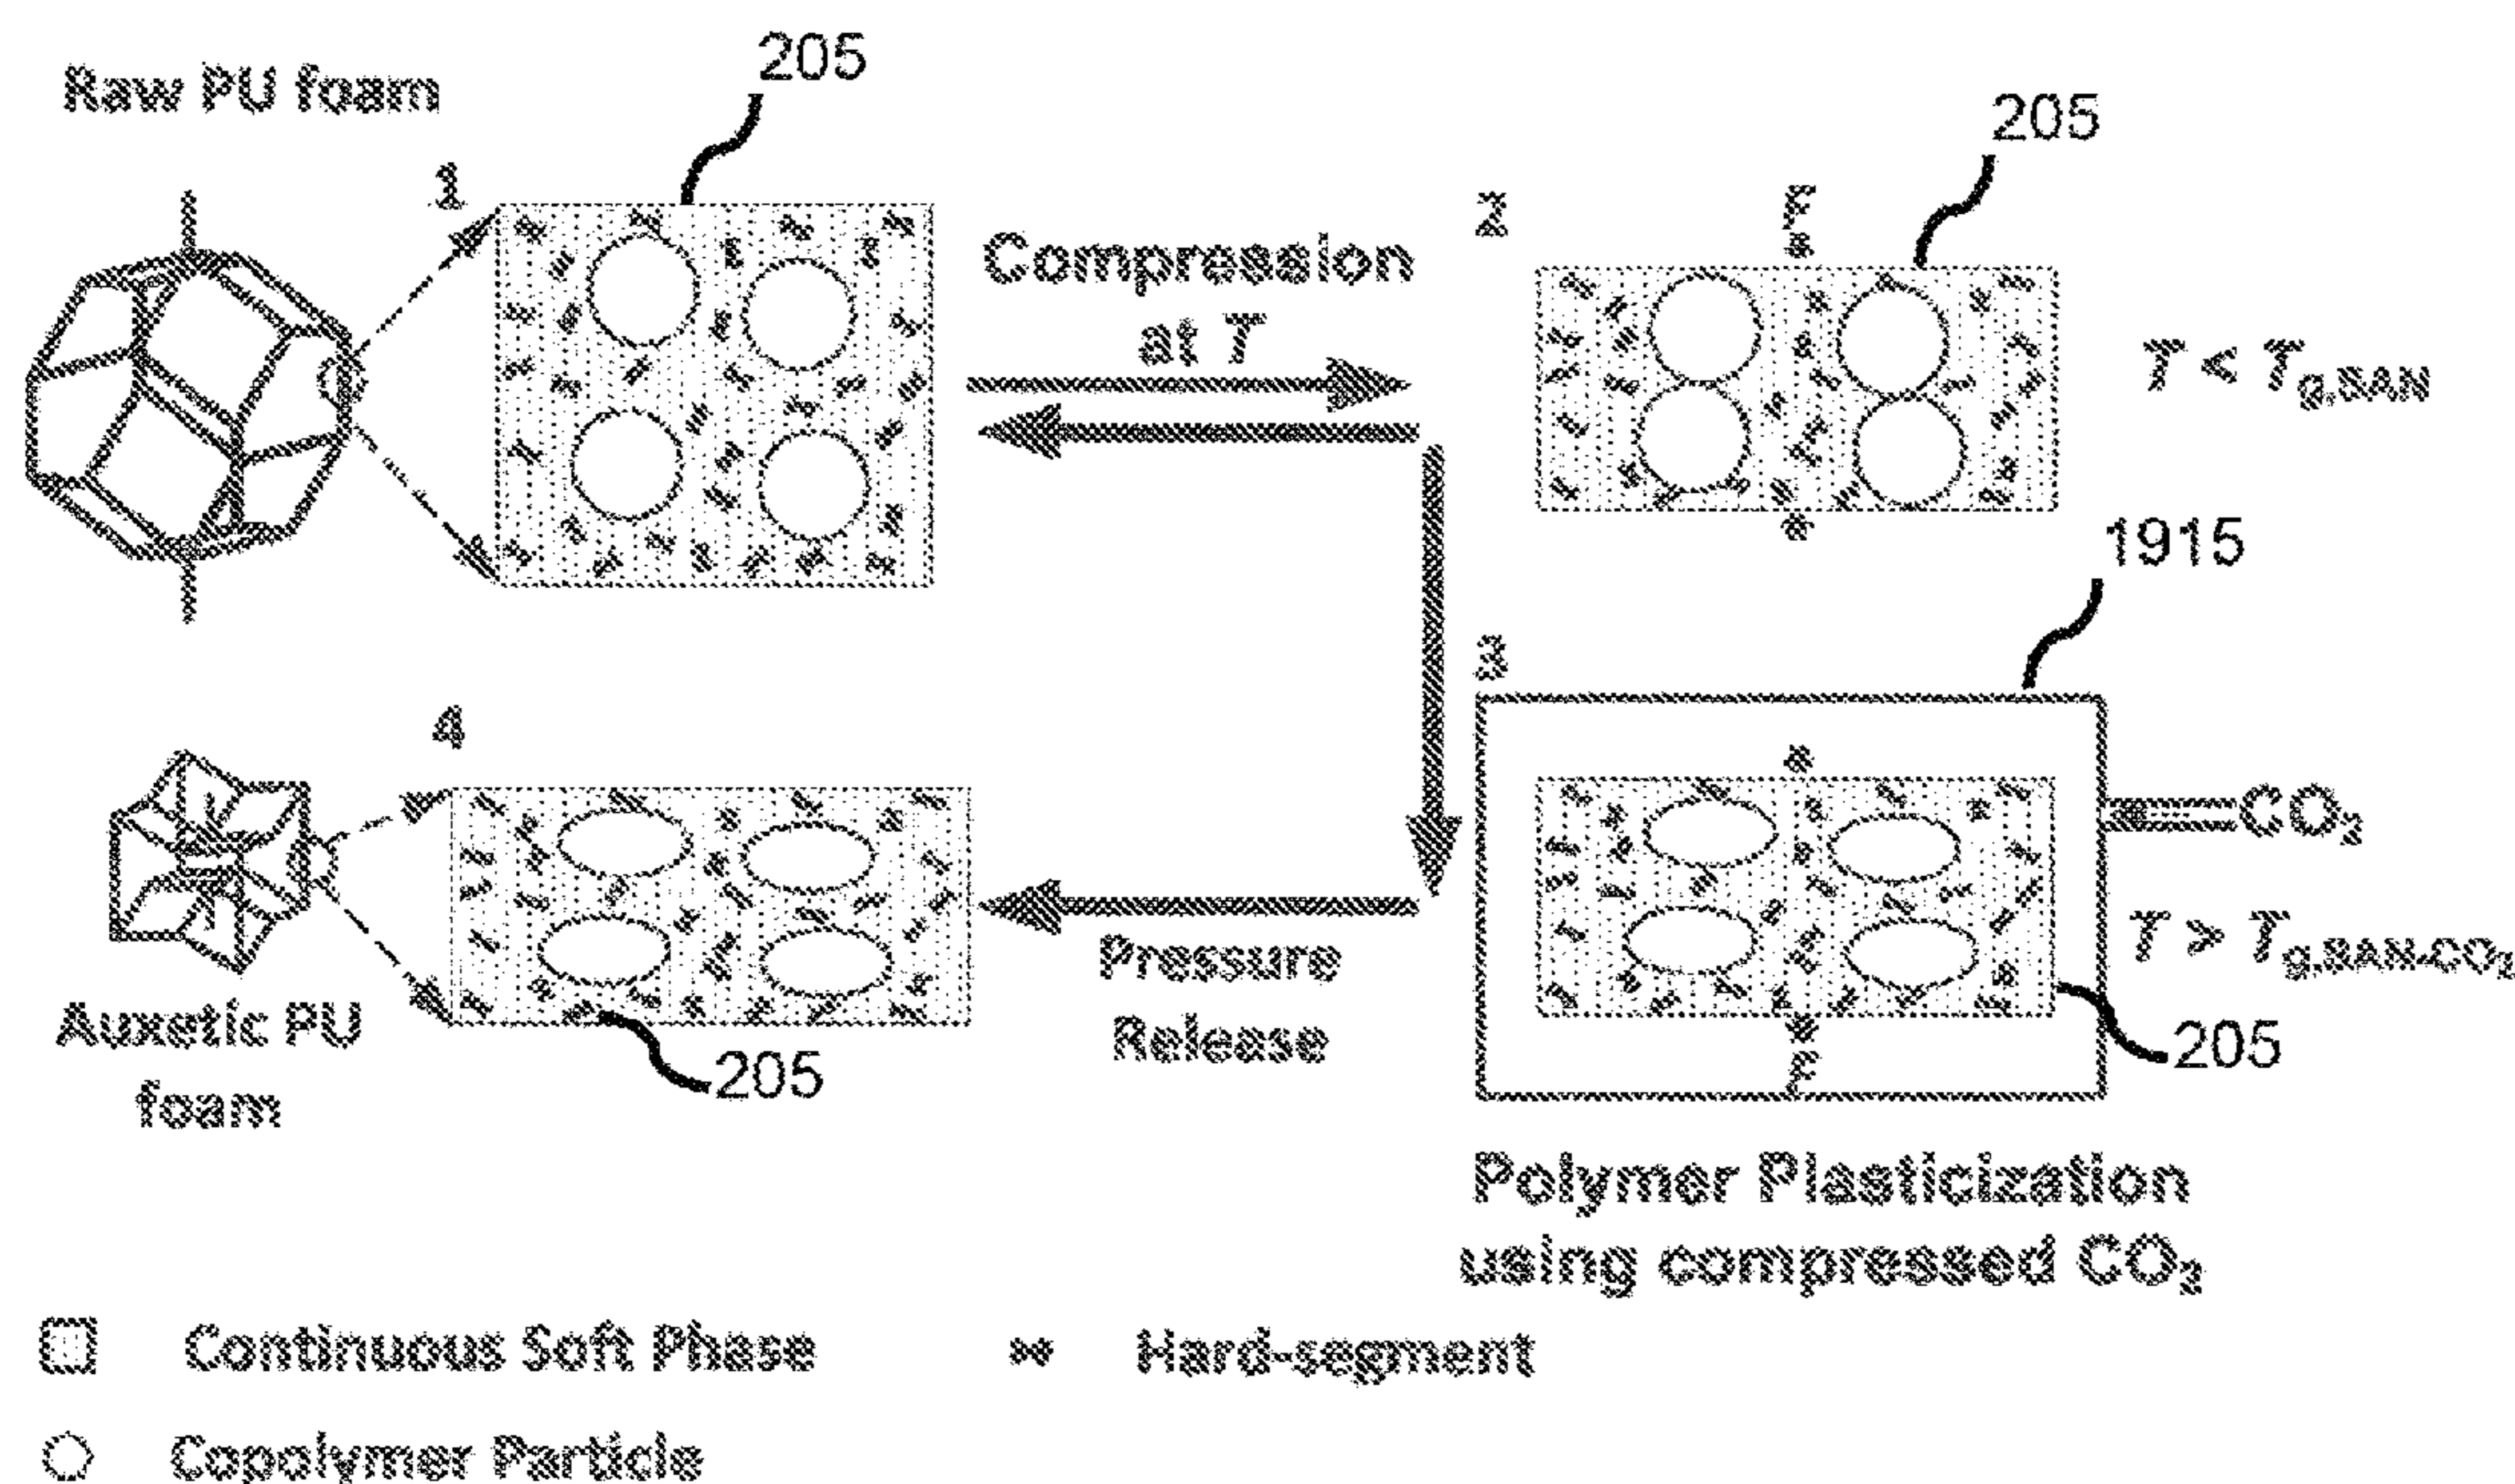 Raw PU foam
205
1
Compression
at T
2
F
205
T < Tg,SAN
1915
3
CO₂
T > Tg,SAN-CO₂
F
205
Polymer Plasticization
using compressed CO₂
4
Pressure
Release
Auxetic PU
foam
205
Continuous Soft Phase
Hard-segment
Copolymer Particle